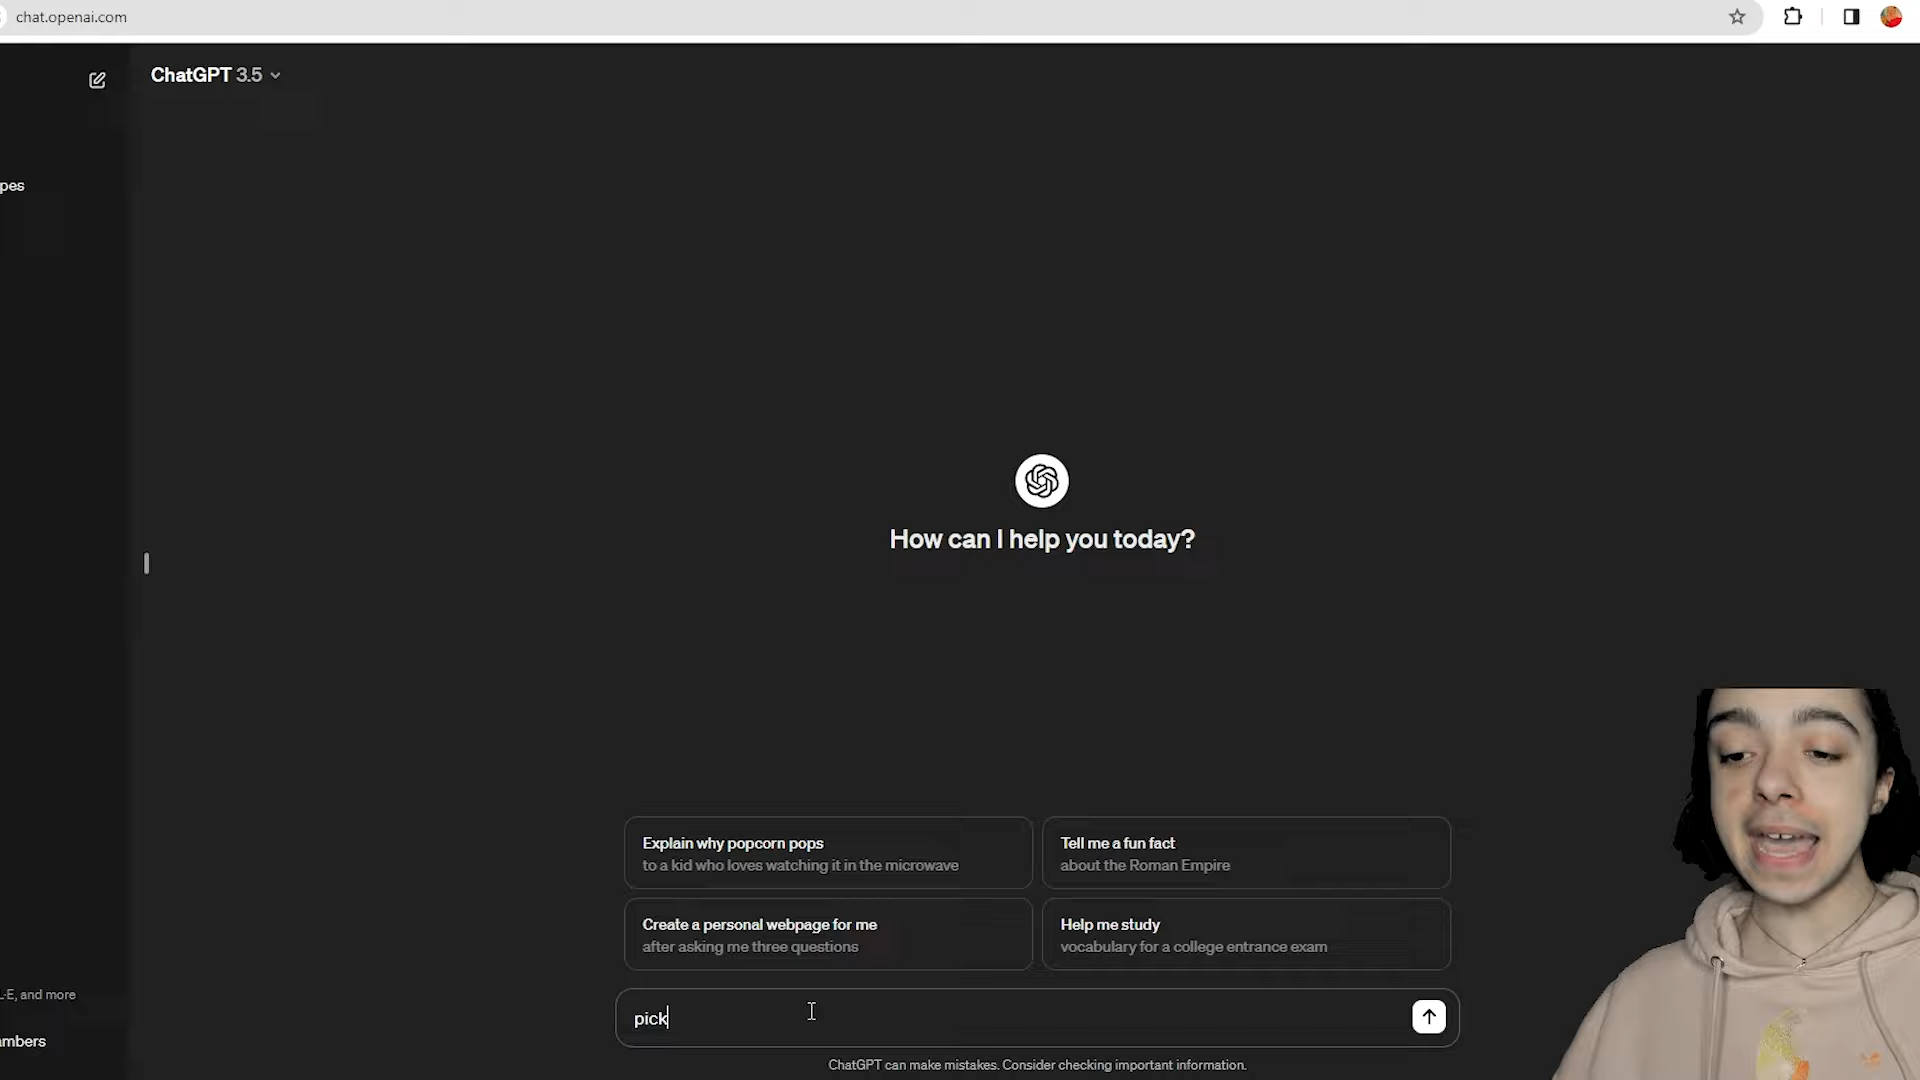 chat.openai.com
ChatGPT 3.5
pes
How can I help you today?
Explain why popcorn pops
to a kid who loves watching it in the microwave
Tell me a fun fact
about the Roman Empire
Create a personal webpage for me
after asking me three questions
Help me study
vocabulary for a college entrance exam
L·E, and more
pick
mbers
ChatGPT can make mistakes. Consider checking important information.